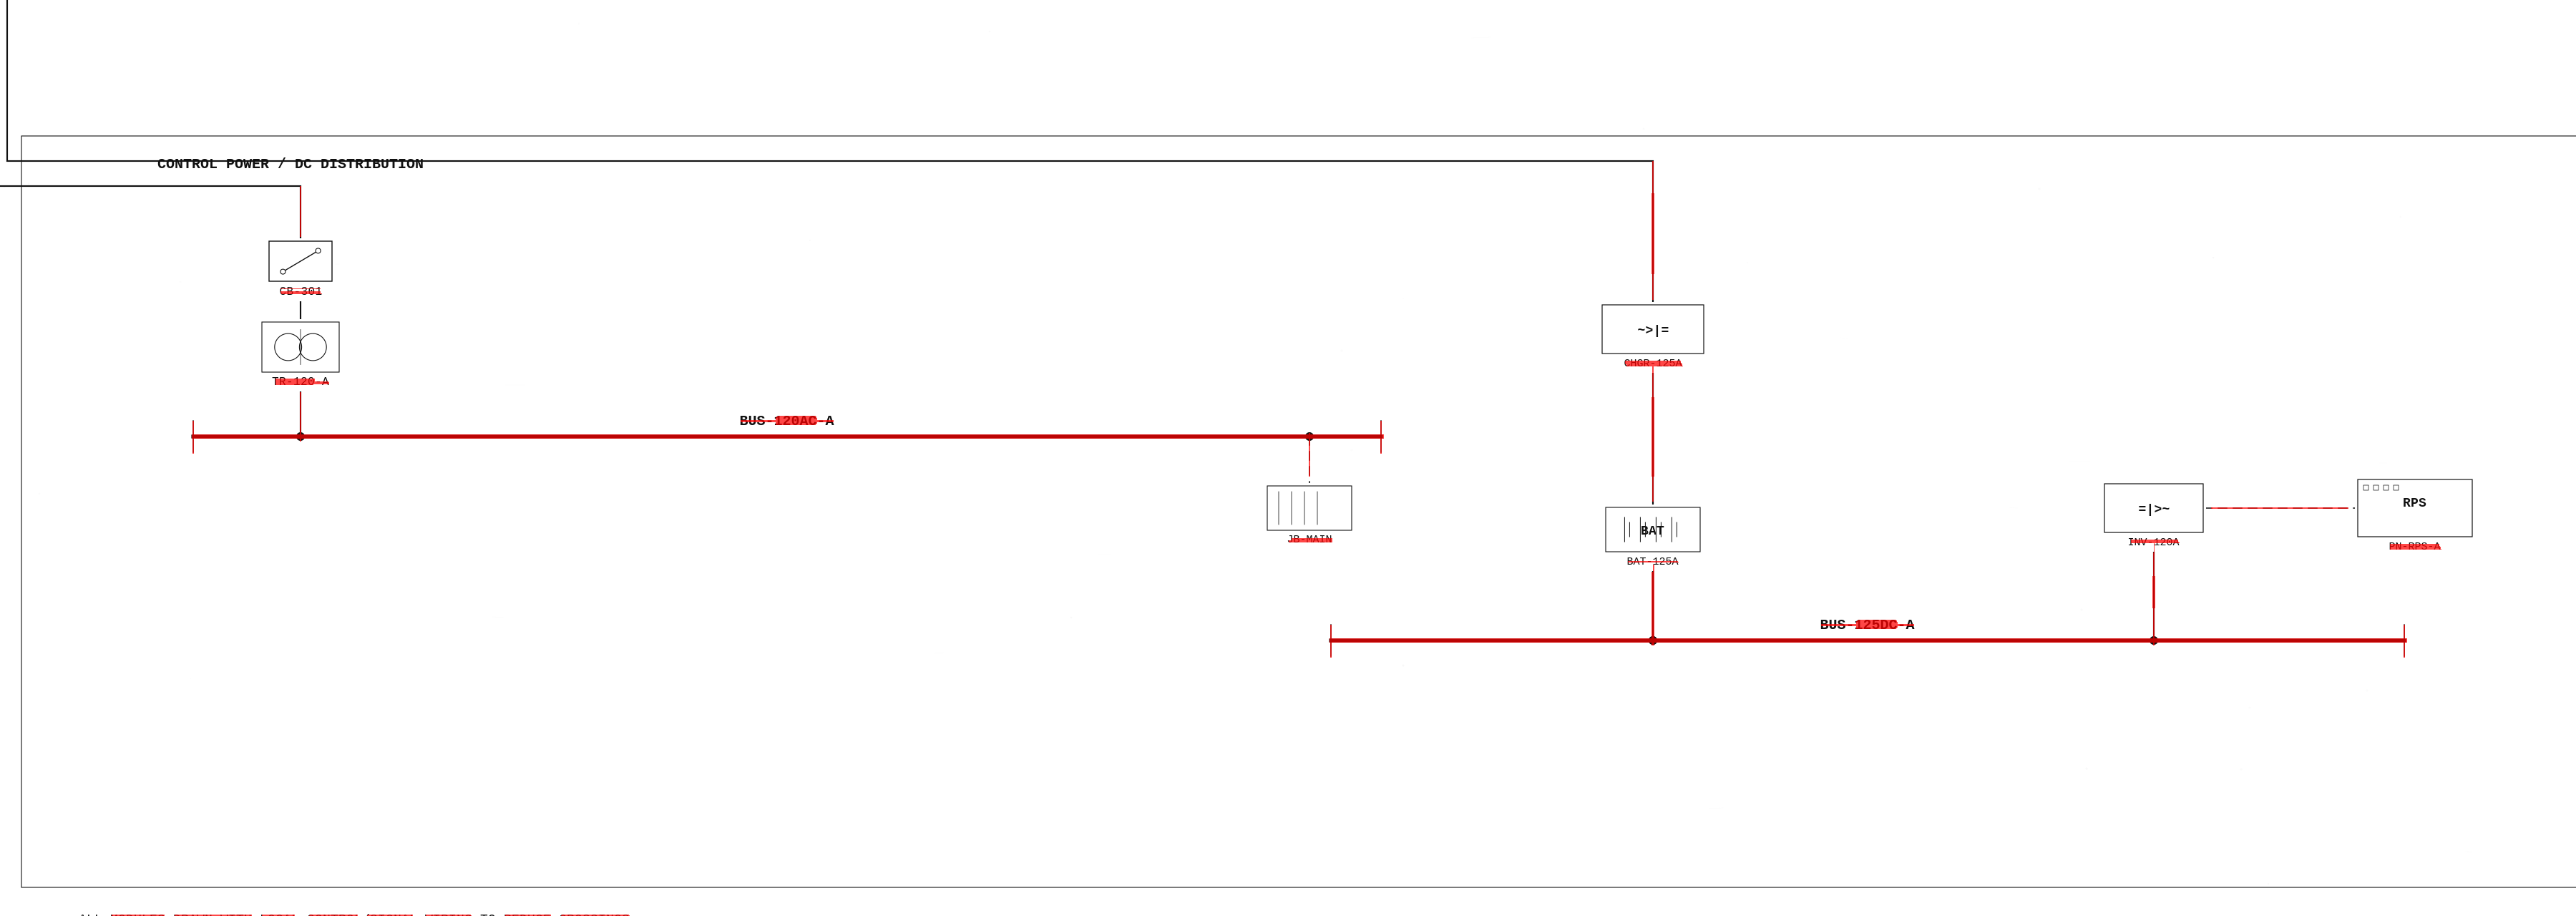 CONTROL POWER / DC DISTRIBUTION
CB-301
TR-120-A
BUS-120AC-A
JB-MAIN
~>|=
CHGR-125A
BAT
BAT-125A
=|>~
INV-120A
RPS
PN-RPS-A
BUS-125DC-A